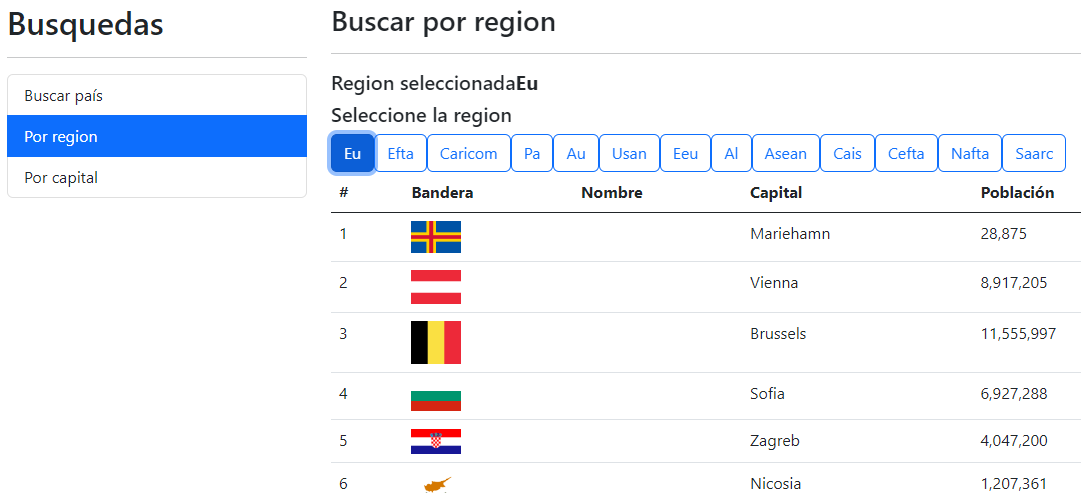 Busquedas
Buscar país
Por region
Por capital
Buscar por region
Region seleccionadaEu
Seleccione la region
Eu Efta Caricom Pa Au Usan Eeu Al Asean Cais Cefta Nafta Saarc
# Bandera Nombre Capital Población
1 Mariehamn 28,875
2 Vienna 8,917,205
3 Brussels 11,555,997
4 Sofia 6,927,288
5 Zagreb 4,047,200
6 Nicosia 1,207,361